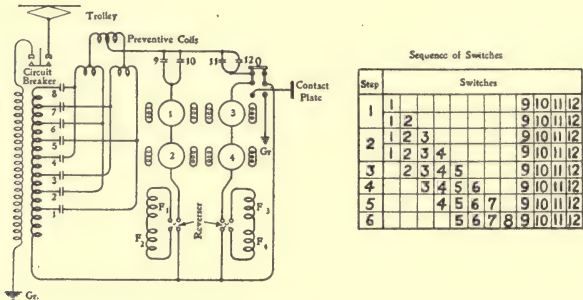 Trolley
Preventive Coils
9 10 11 12 0
Circuit
Breaker
Contact
Plate
8
7
6
5
4
3
2
1
1 3
2 4
Gr
F1 F3
F2 F4
Reverser
Gr.
Sequence of Switches
Step Switches
1 1 9 10 11 12
1 2 9 10 11 12
2 1 2 3 9 10 11 12
1 2 3 4 9 10 11 12
3 2 3 4 5 9 10 11 12
4 3 4 5 6 9 10 11 12
5 4 5 6 7 9 10 11 12
6 5 6 7 8 9 10 11 12